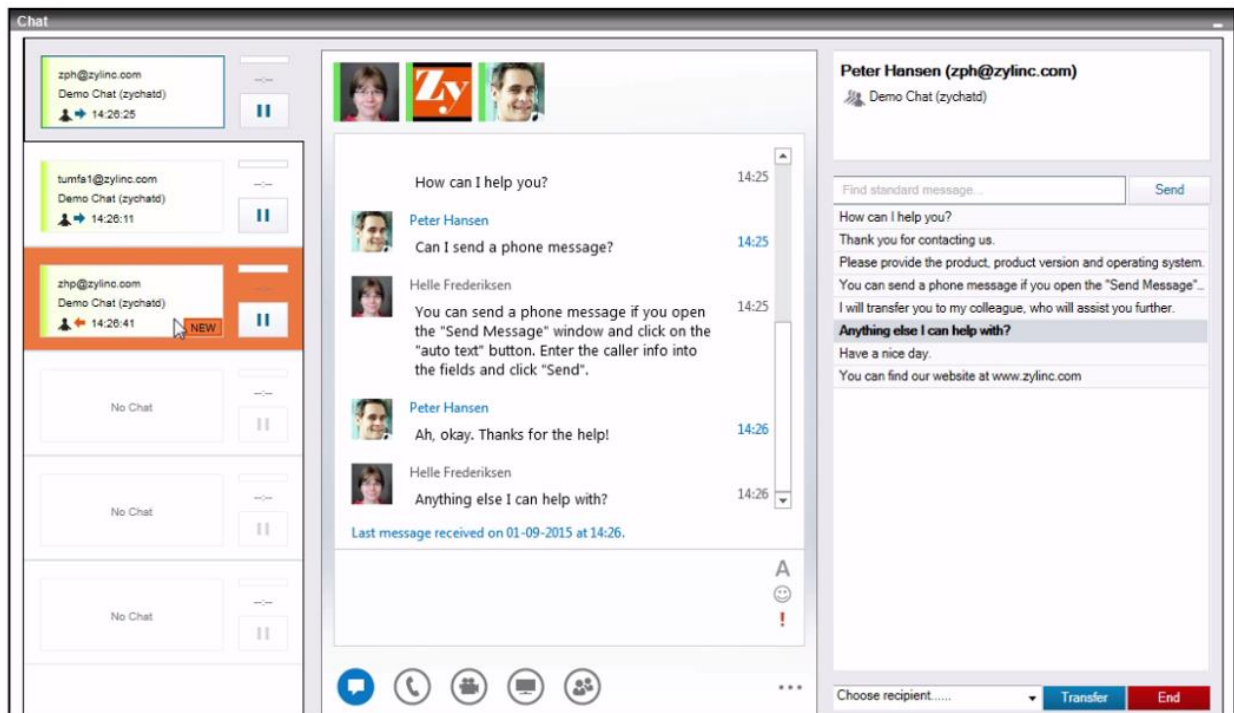 Chat
zph@zylinc.com
Demo Chat (zychatd)
14:26:25
--:--
tumfa1@zylinc.com
Demo Chat (zychatd)
14:26:11
--:--
zhp@zylinc.com
Demo Chat (zychatd)
14:26:41
NEW
--:--
No Chat
--:--
No Chat
--:--
No Chat
--:--
Zy
How can I help you? 14:25
Peter Hansen
Can I send a phone message? 14:25
Helle Frederiksen
You can send a phone message if you open 14:25
the "Send Message" window and click on the
"auto text" button. Enter the caller info into
the fields and click "Send".
Peter Hansen
Ah, okay. Thanks for the help! 14:26
Helle Frederiksen
Anything else I can help with? 14:26
Last message received on 01-09-2015 at 14:26.
A
!
...
Peter Hansen (zph@zylinc.com)
Demo Chat (zychatd)
Find standard message... Send
How can I help you?
Thank you for contacting us.
Please provide the product, product version and operating system.
You can send a phone message if you open the "Send Message"...
I will transfer you to my colleague, who will assist you further.
Anything else I can help with?
Have a nice day.
You can find our website at www.zylinc.com
Choose recipient...... Transfer End